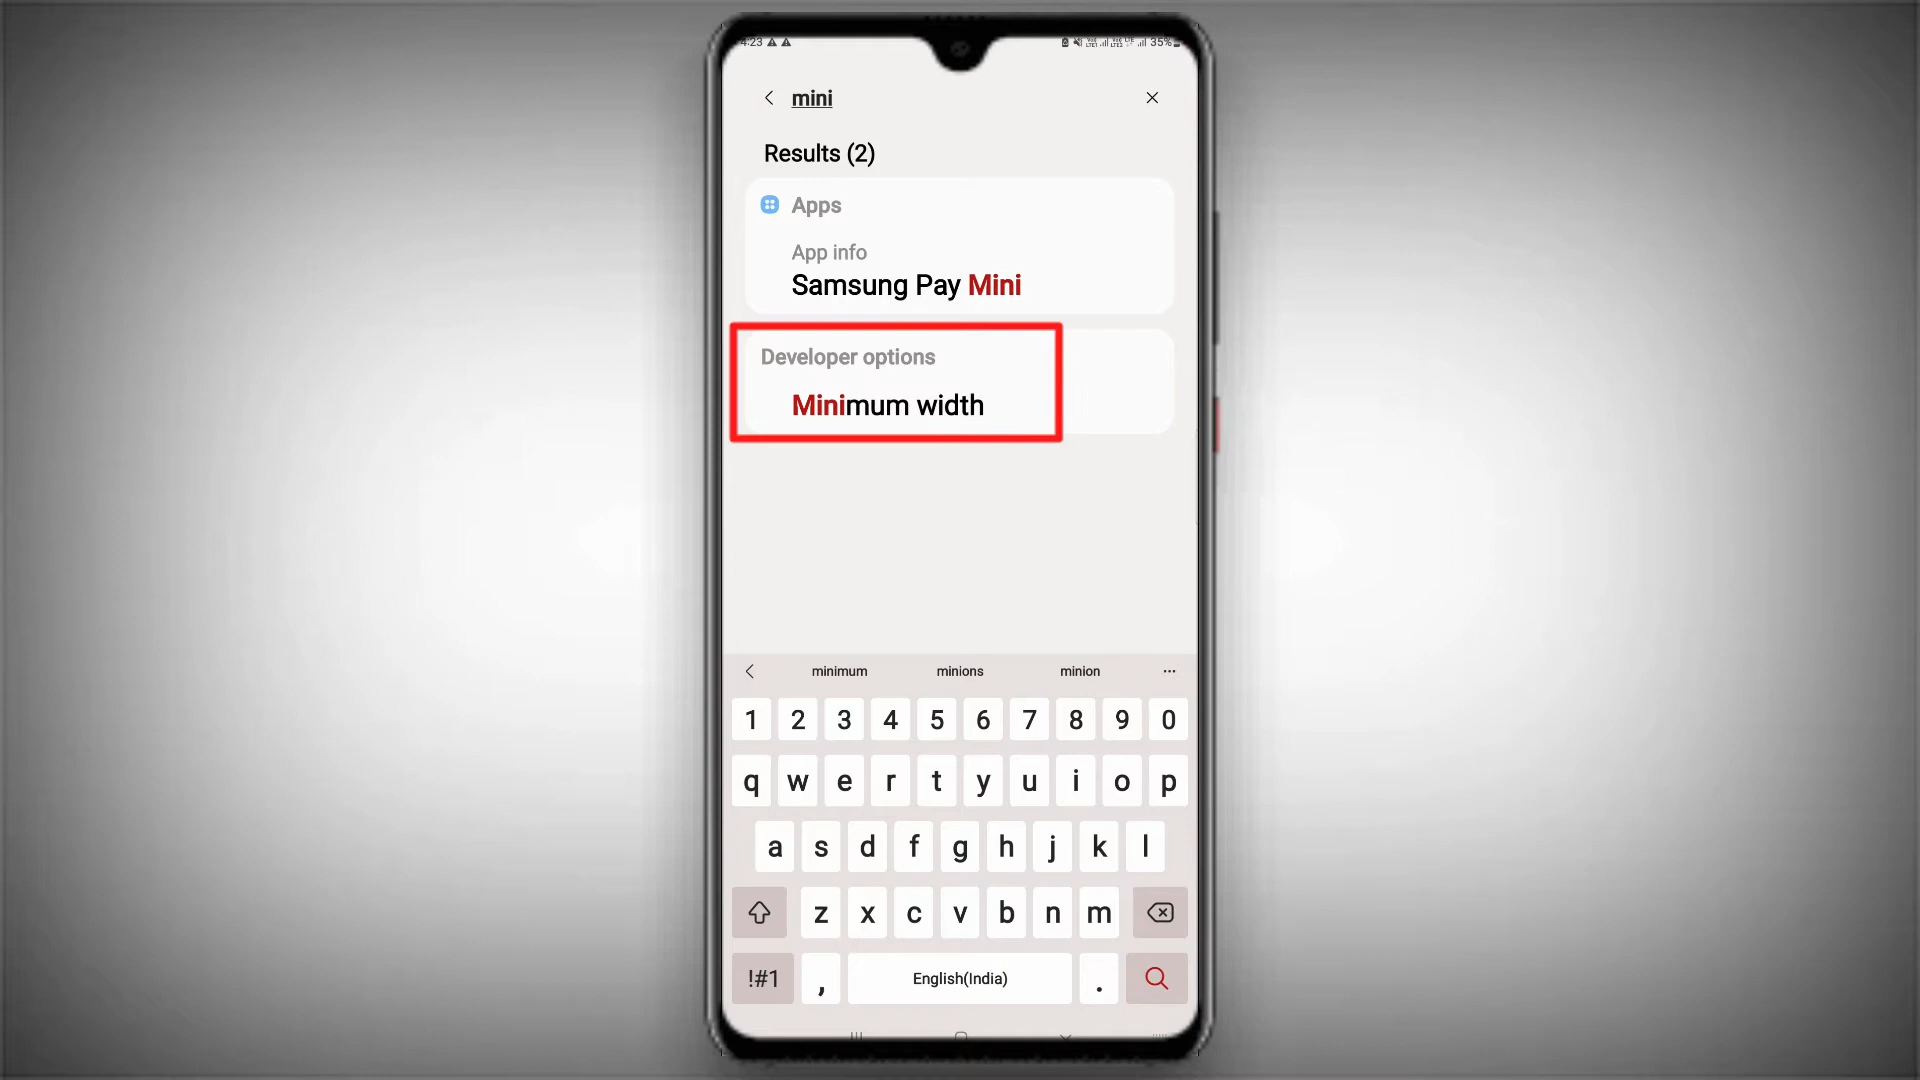 4:23
35%
mini
Results (2)
Apps
App info
Samsung Pay Mini
Developer options
Minimum width
minimum minions minion ...
1 2 3 4 5 6 7 8 9 0
q w e r t y u i o p
a s d f g h j k l
z x c v b n m
!#1 , English(India) .